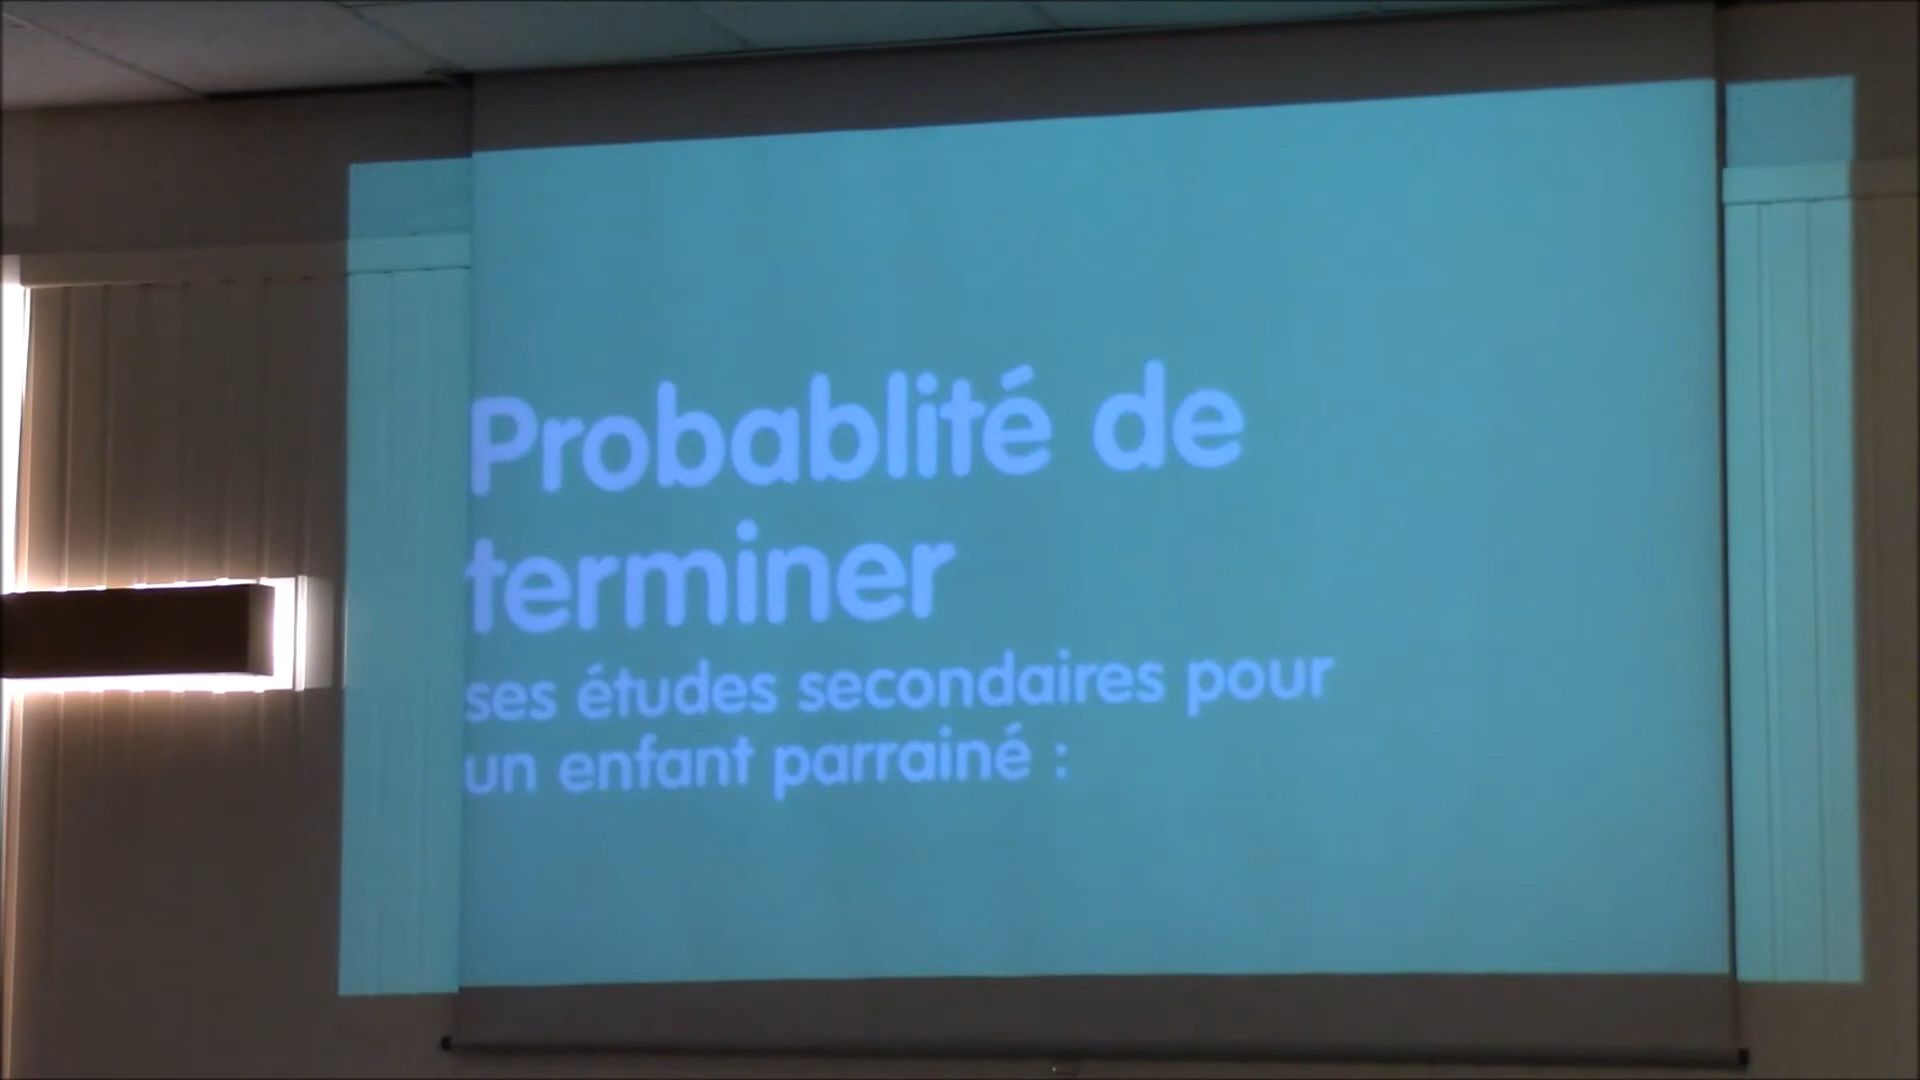 Probablité de
terminer
ses études secondaires pour
un enfant parrainé :